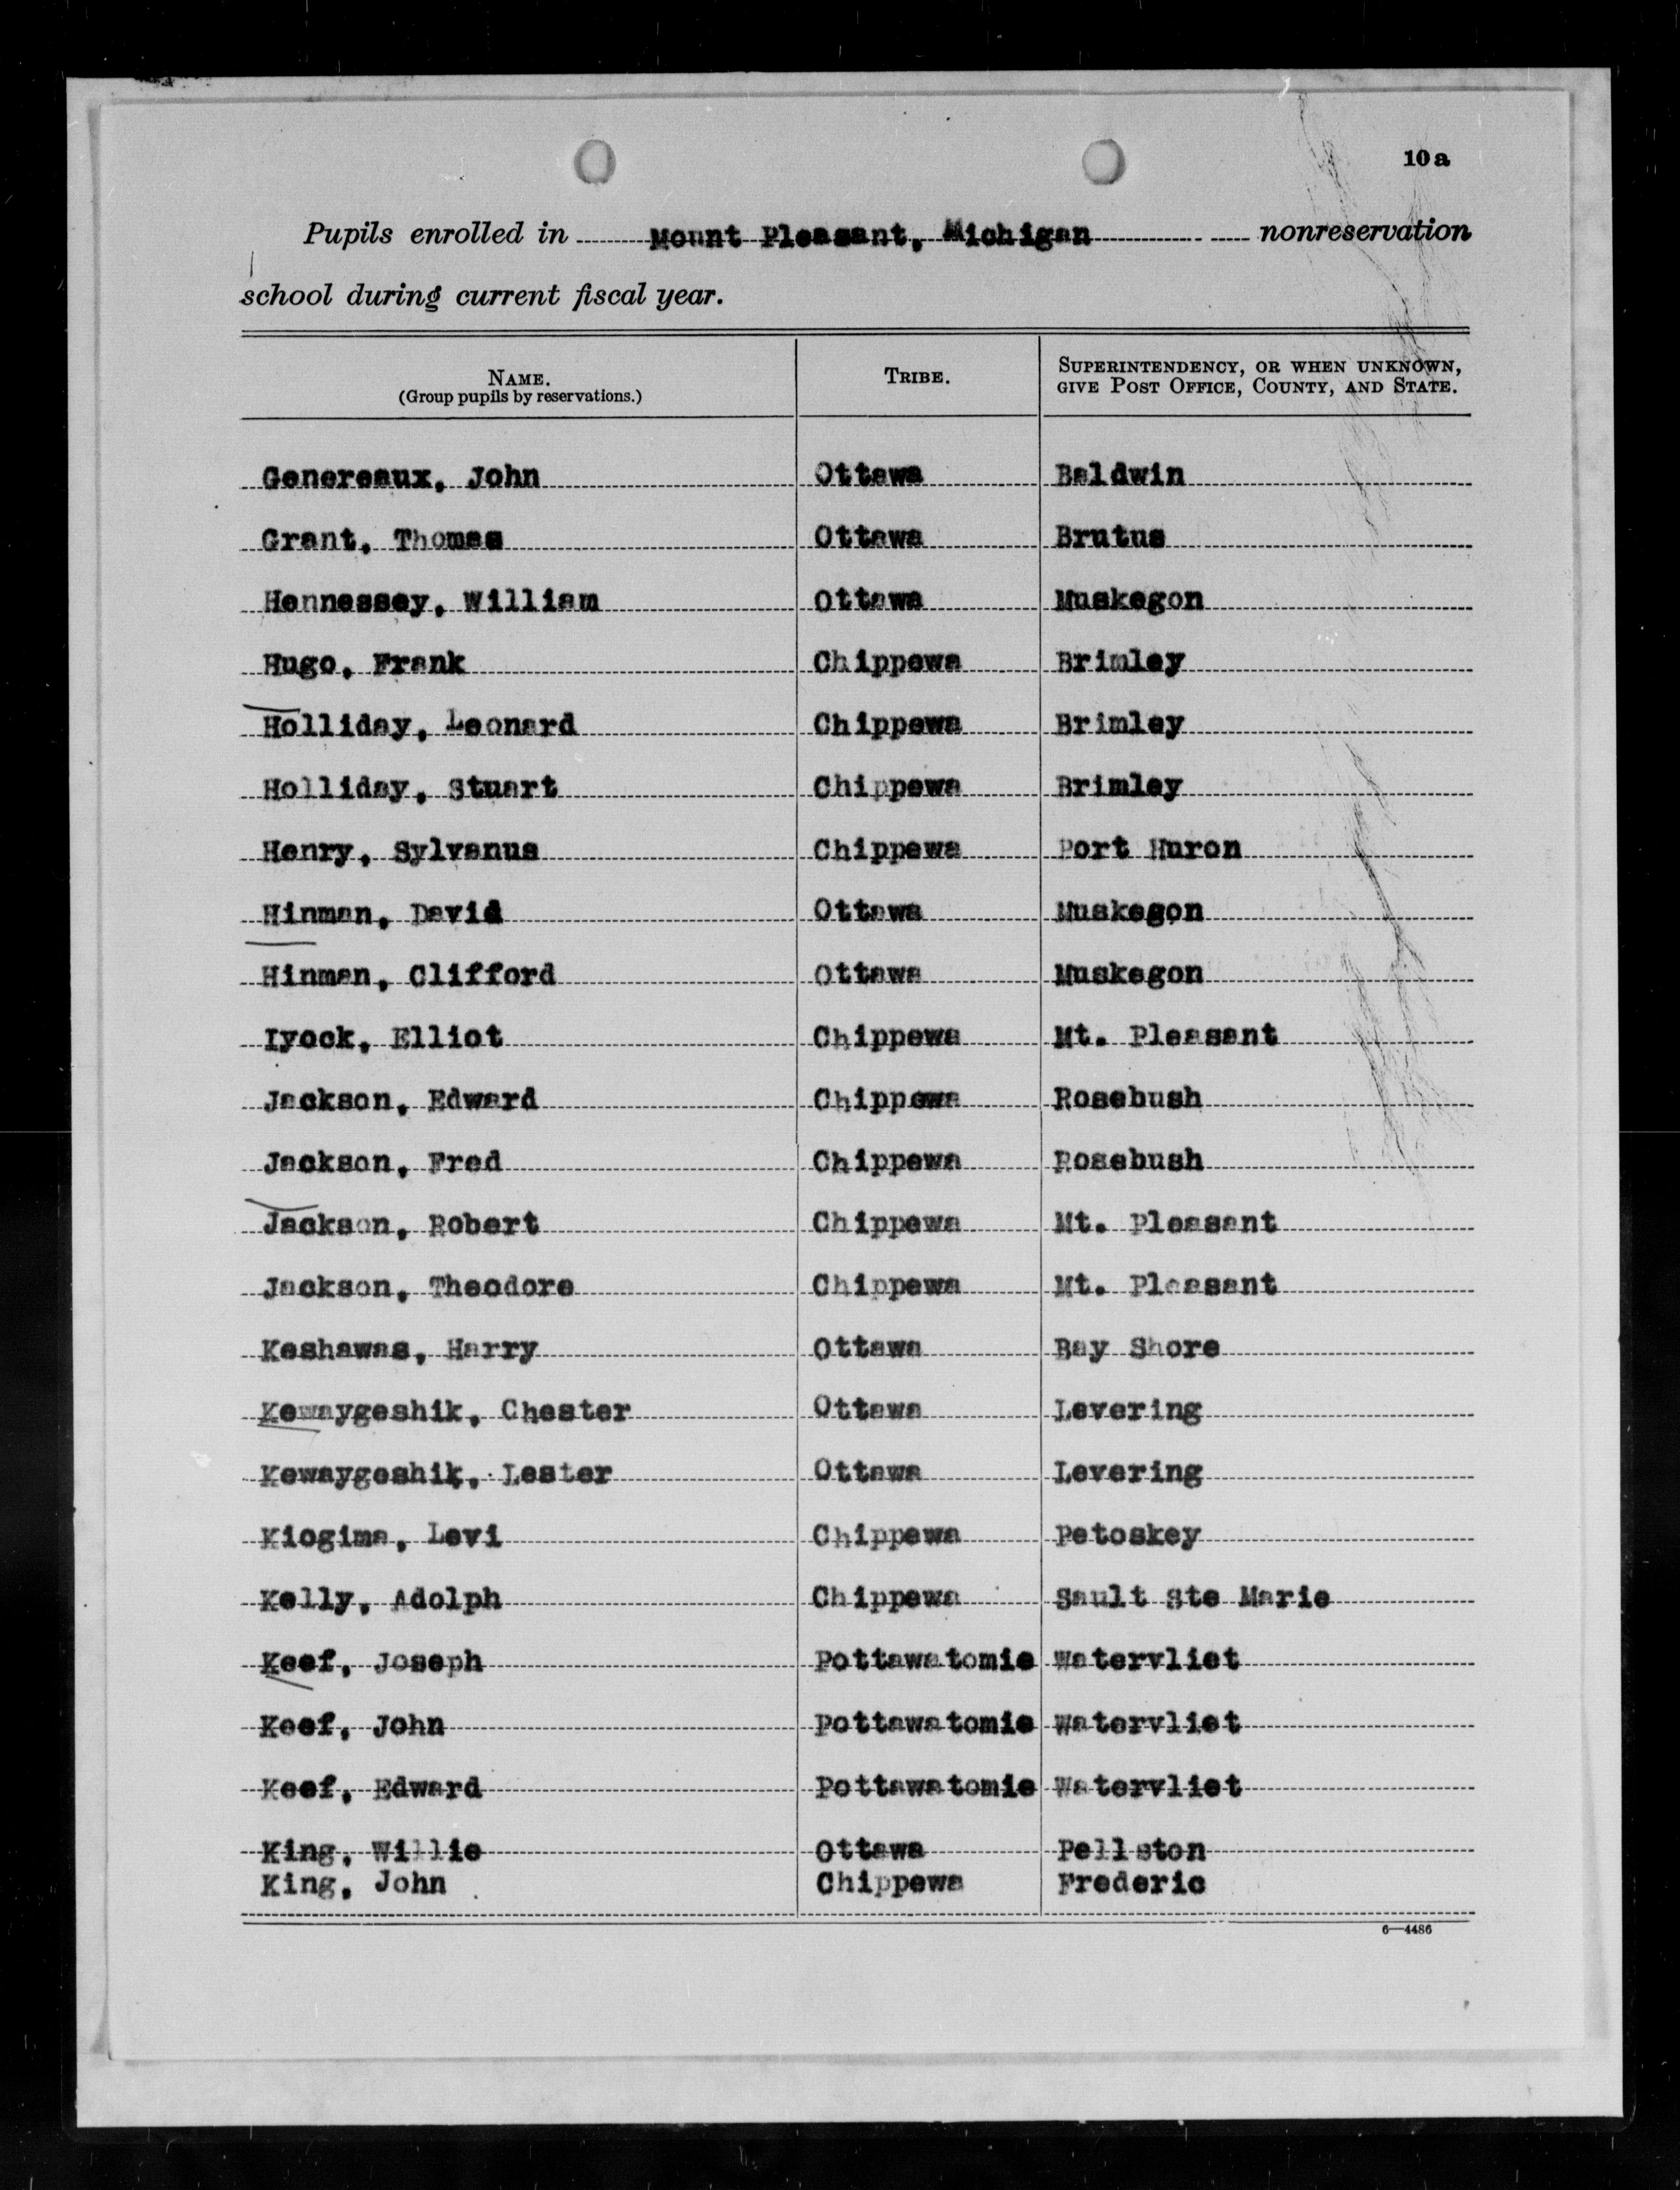 10a
Pupils enrolled in Mount Pleasant, Michigan nonreservation
school during current fiscal year.
NAME.
(Group pupils by reservations.)
TRIBE.
SUPERINTENDENCY, OR WHEN UNKNOWN,
GIVE POST OFFICE, COUNTY, AND STATE.
Genereaux, John Ottawa Baldwin
Grant, Thomas Ottawa Brutus
Hennessey, William Ottawa Muskegon
Hugo, Frank Chippewa Brimley
Holliday, Leonard Chippewa Brimley
Holliday, Stuart Chippewa Brimley
Henry, Sylvanus Chippewa Port Huron
Hinman, David Ottawa Muskegon
Hinman, Clifford Ottawa Muskegon
Iyock, Elliot Chippewa Mt. Pleasant
Jackson, Edward Chippewa Rosebush
Jackson, Fred Chippewa Rosebush
Jackson, Robert Chippewa Mt. Pleasant
Jackson, Theodore Chippewa Mt. Pleasant
Keshawas, Harry Ottawa Bay Shore
Kewaygeshik, Chester Ottawa Levering
Kewaygeshik, Lester Ottawa Levering
Kiogima, Levi Chippewa Petoskey
Kelly, Adolph Chippewa Sault Ste Marie
Keef, Joseph Pottawatomie Watervliet
Keef, John Pottawatomie Watervliet
Keef, Edward Pottawatomie Watervliet
King, Willie Ottawa Pellston
King, John Chippewa Frederic
6—4486